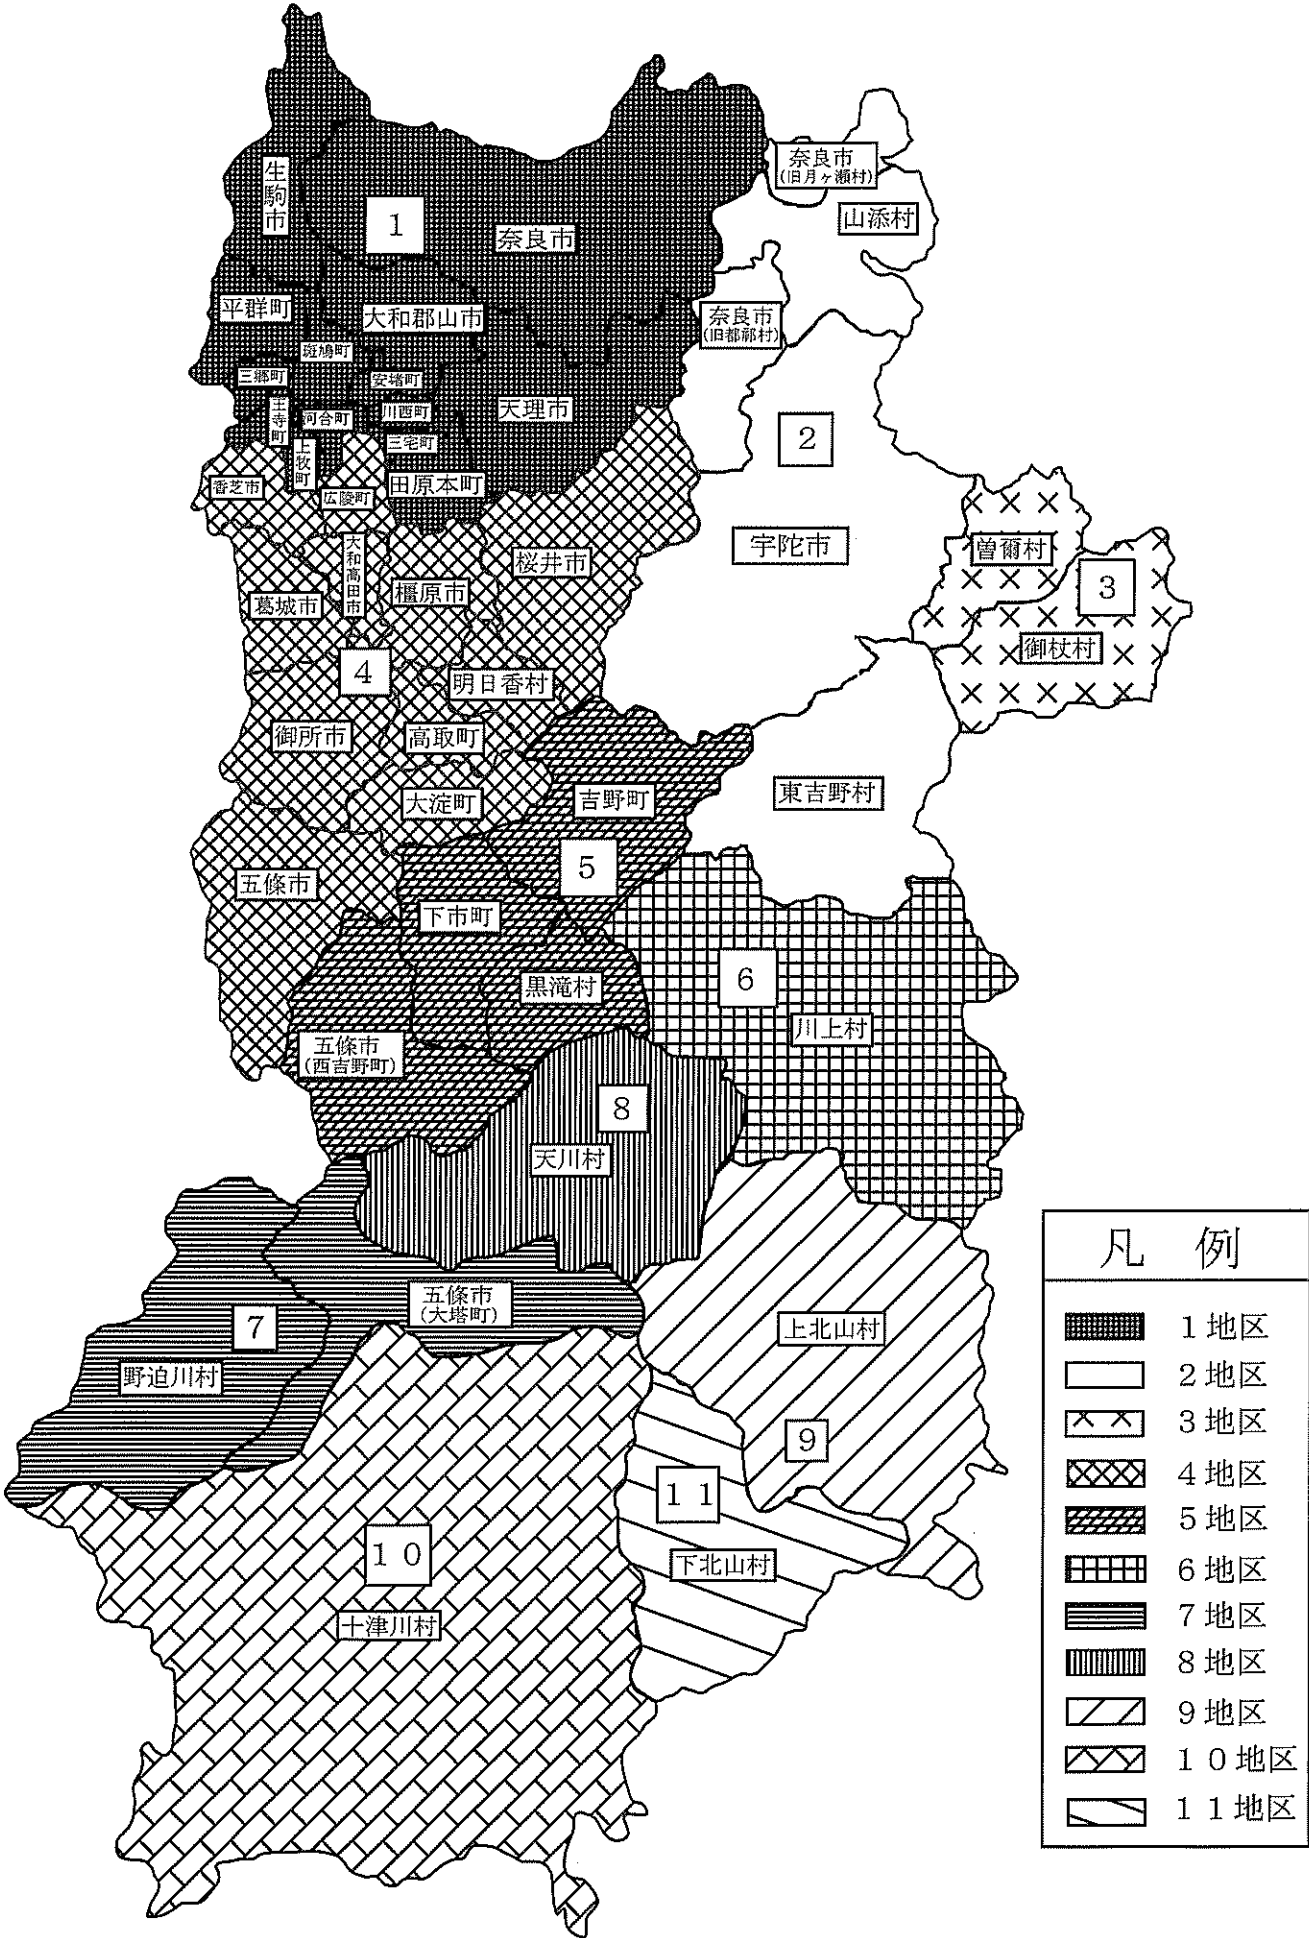 奈良市
(旧月ヶ瀬村)
生駒市
山添村
1
奈良市
平群町
大和郡山市
奈良市
(旧都祁村)
斑鳩町
三郷町
安堵町
王寺町
河合町
川西町
天理市
2
三宅町
上牧町
香芝市
広陵町
田原本町
大和高田市
桜井市
宇陀市
曽爾村
葛城市
橿原市
3
御杖村
4
明日香村
御所市
高取町
大淀町
吉野町
東吉野村
5
五條市
下市町
6
黒滝村
川上村
五條市
(西吉野町)
8
天川村
凡 例
五條市
(大塔町)
7
上北山村
1地区
野迫川村
2地区
9
3地区
11
4地区
5地区
10
下北山村
6地区
十津川村
7地区
8地区
9地区
10地区
11地区